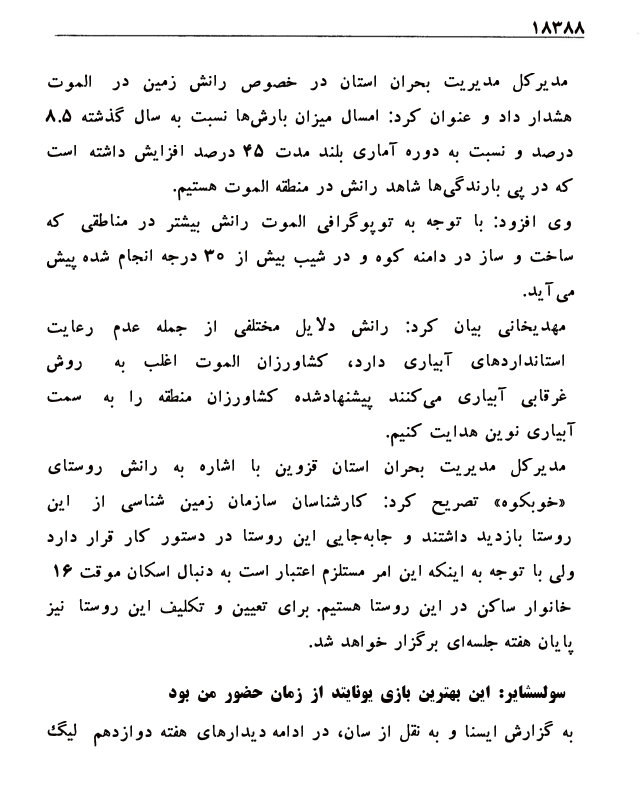 ۱۸۳۸۸
مدیرکل مدیریت بحران استان در خصوص رانش زمین در الموت
هشدار داد و عنوان کرد: امسال میزان بارش‌ها نسبت به سال گذشته ۸.۵
درصد و نسبت به دوره آماری بلند مدت ۴۵ درصد افزایش داشته است
که در پی بارندگی‌ها شاهد رانش در منطقه الموت هستیم.
وی افزود: با توجه به توپوگرافی الموت رانش بیشتر در مناطقی که
ساخت و ساز در دامنه کوه و در شیب بیش از ۳۰ درجه انجام شده پیش
می‌آید.
مهدیخانی بیان کرد: رانش دلایل مختلفی از جمله عدم رعایت
استانداردهای آبیاری دارد، کشاورزان الموت اغلب به روش
غرقابی آبیاری می‌کنند پیشنهادشده کشاورزان منطقه را به سمت
آبیاری نوین هدایت کنیم.
مدیرکل مدیریت بحران استان قزوین با اشاره به رانش روستای
«خوبکوه» تصریح کرد: کارشناسان سازمان زمین شناسی از این
روستا بازدید داشتند و جابه‌جایی این روستا در دستور کار قرار دارد
ولی با توجه به اینکه این امر مستلزم اعتبار است به دنبال اسکان موقت ۱۶
خانوار ساکن در این روستا هستیم. برای تعیین و تکلیف این روستا نیز
پایان هفته جلسه‌ای برگزار خواهد شد.
سولسشایر: این بهترین بازی یونایتد از زمان حضور من بود
به گزارش ایسنا و به نقل از سان، در ادامه دیدارهای هفته دوازدهم لیگ